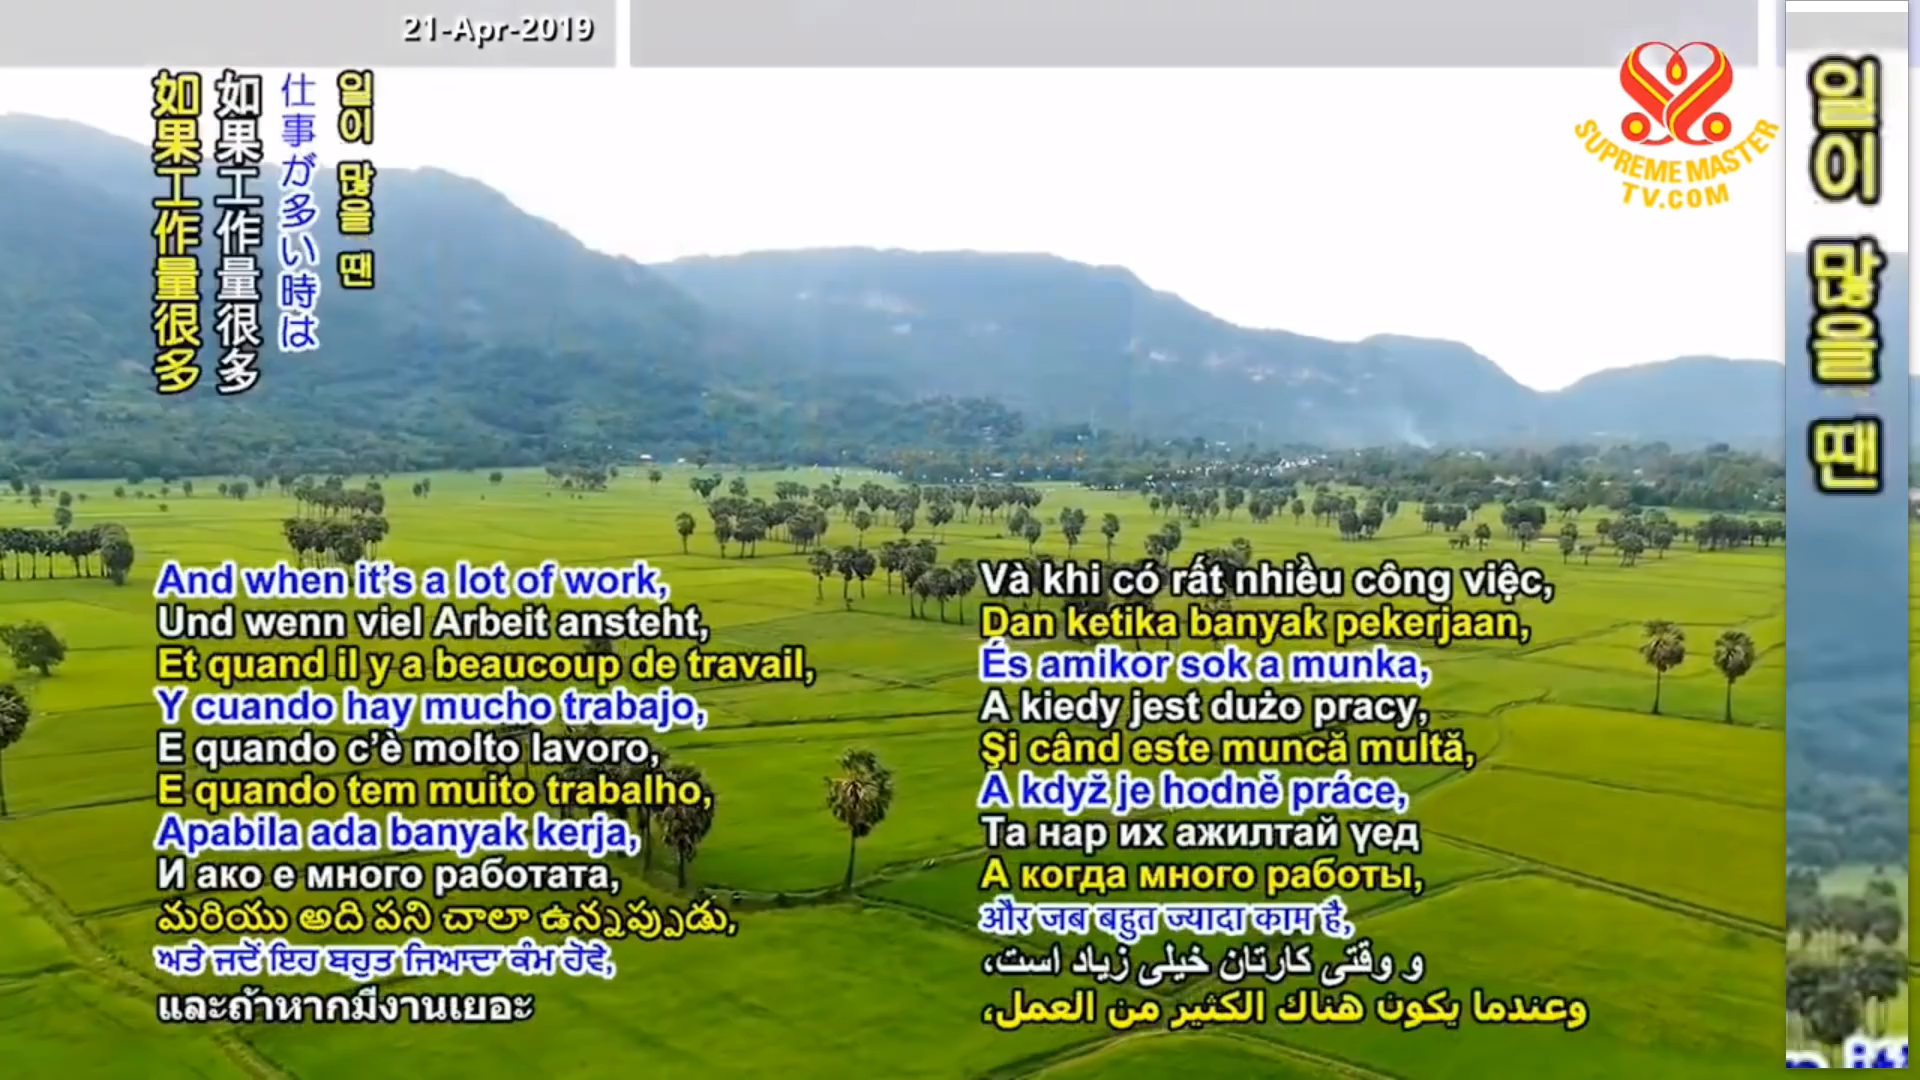 21-Apr-2019
SUPREME MASTER
TV.COM
如果工作量很多
如果工作量很多
仕事が多い時は
일이 많을 땐
일이 많을 땐
And when it’s a lot of work,
Und wenn viel Arbeit ansteht,
Et quand il y a beaucoup de travail,
Y cuando hay mucho trabajo,
E quando c’è molto lavoro,
E quando tem muito trabalho,
Apabila ada banyak kerja,
И ако е много работата,
మరియు అది పని చాలా ఉన్నప్పుడు,
ਅਤੇ ਜਦੋਂ ਇਹ ਬਹੁਤ ਜਿਆਦਾ ਕੰਮ ਹੋਵੇ,
และถ้าหากมีงานเยอะ
Và khi có rất nhiều công việc,
Dan ketika banyak pekerjaan,
És amikor sok a munka,
A kiedy jest dużo pracy,
Şi când este muncă multă,
A když je hodně práce,
Та нар их ажилтай үед
А когда много работы,
और जब बहुत ज्यादा काम है,
و وقتی کارتان خیلی زیاد است،
وعندما يكون هناك الكثير من العمل،